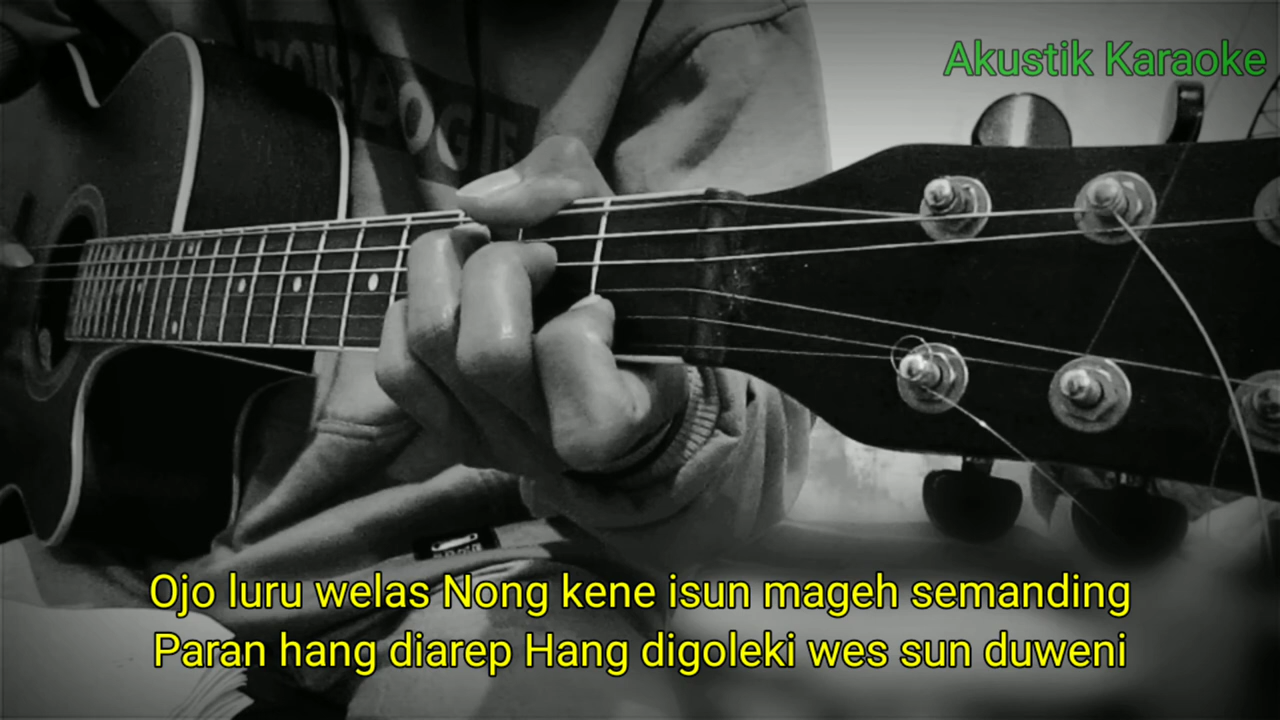 Akustik Karaoke
Ojo luru welas Nong kene isun mageh semanding
Paran hang diarep Hang digoleki wes sun duweni